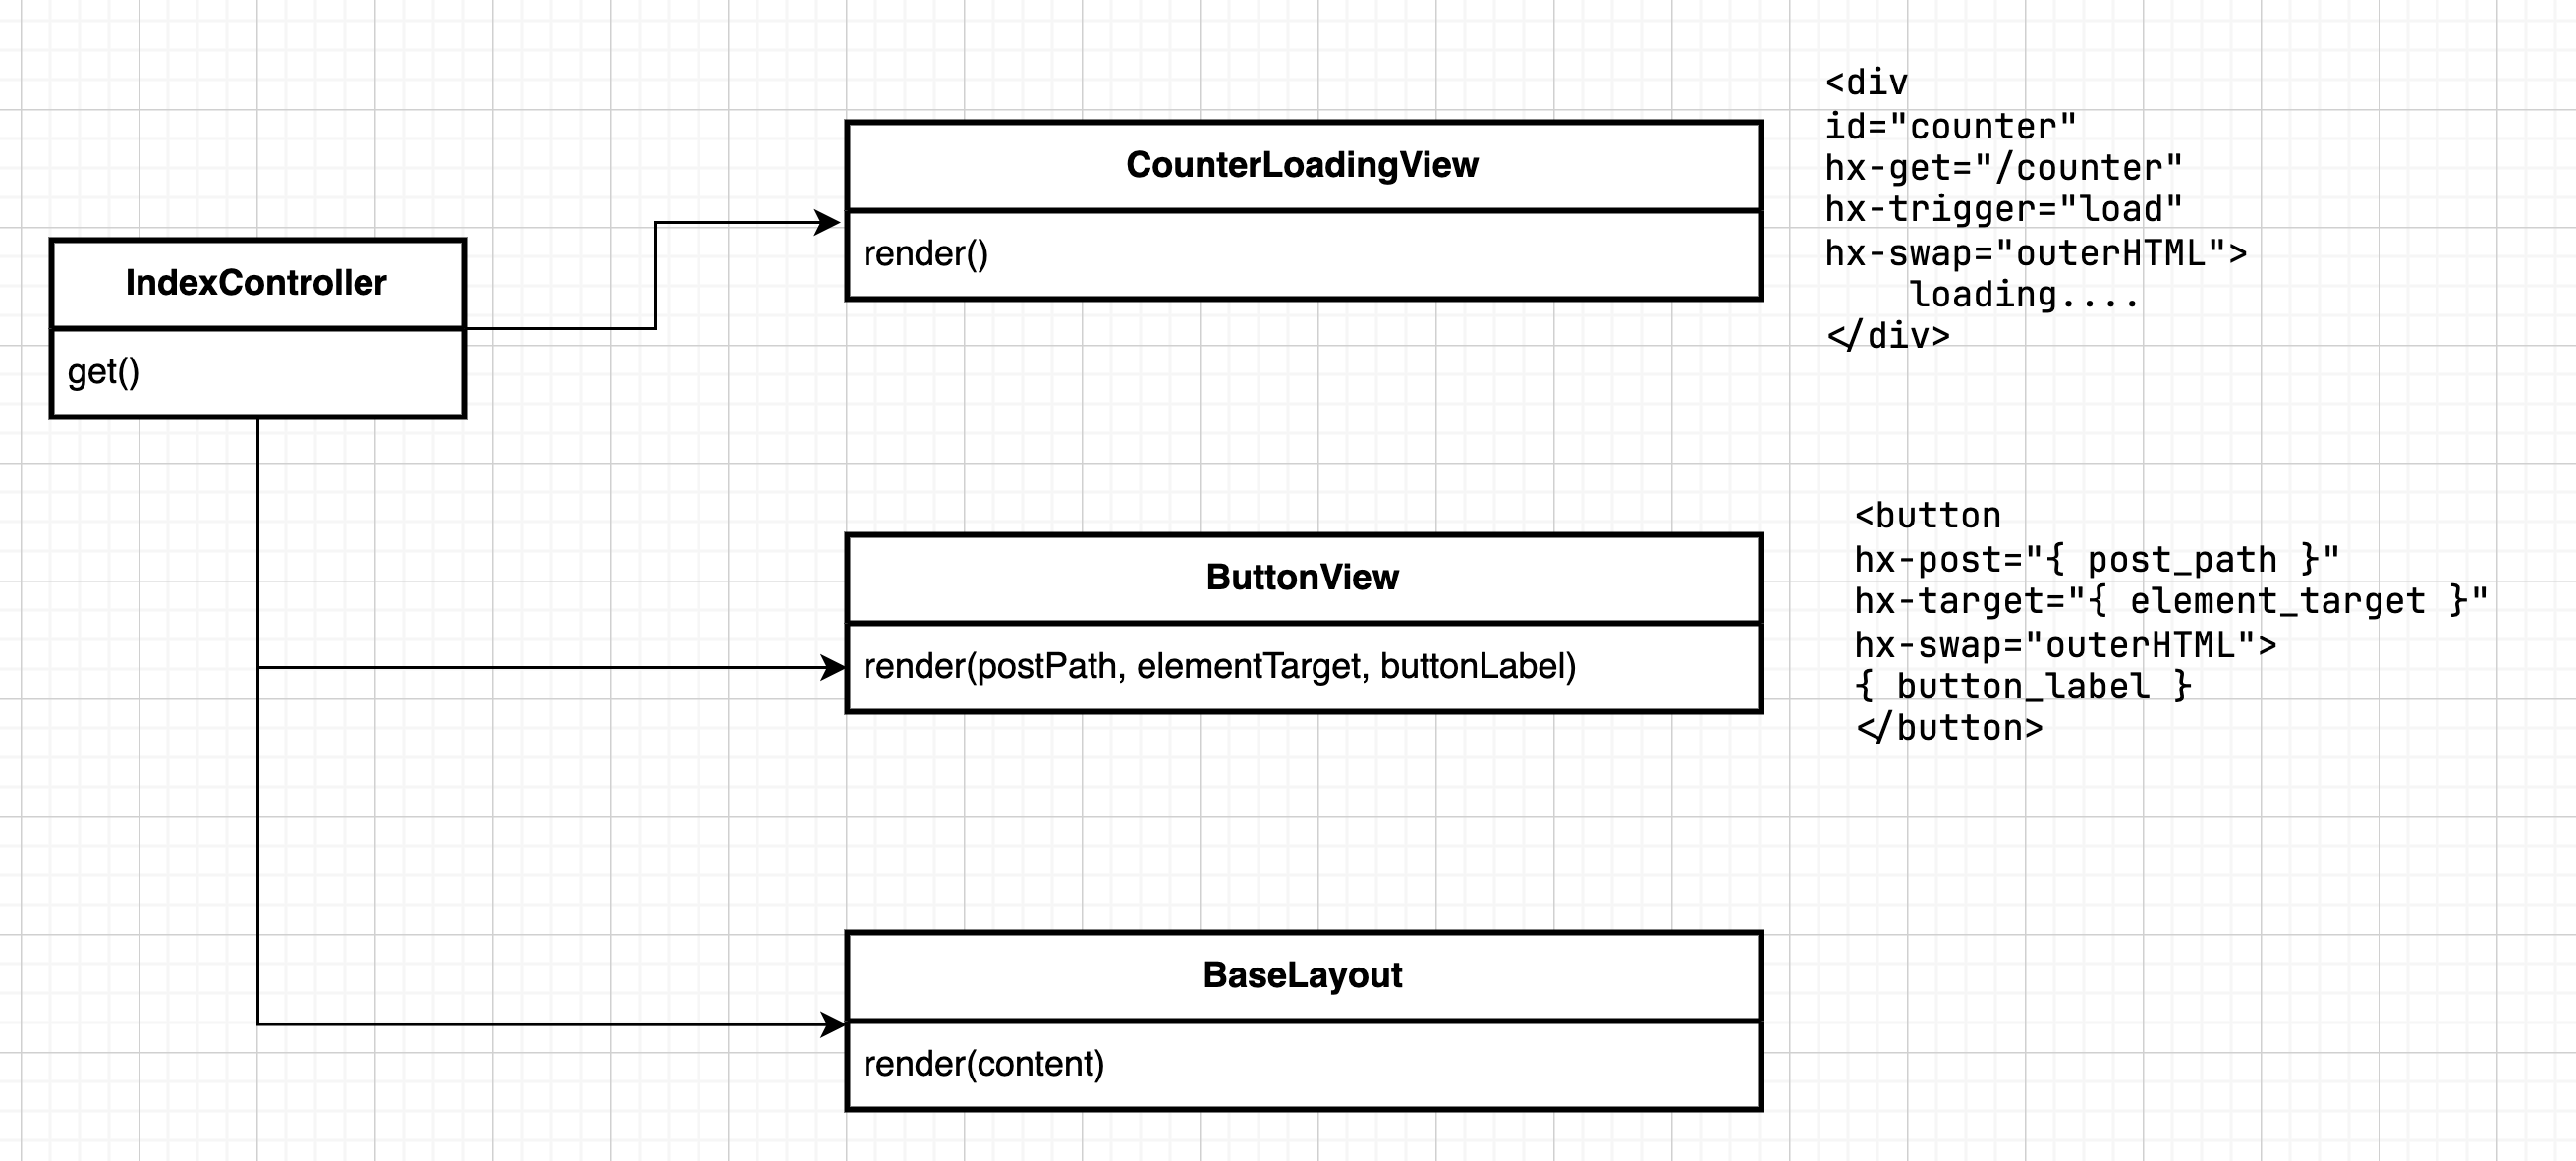 IndexController
get()
CounterLoadingView
render()
<div
id="counter"
hx-get="/counter"
hx-trigger="load"
hx-swap="outerHTML">
    loading....
</div>
ButtonView
render(postPath, elementTarget, buttonLabel)
<button
hx-post="{ post_path }"
hx-target="{ element_target }"
hx-swap="outerHTML">
{ button_label }
</button>
BaseLayout
render(content)